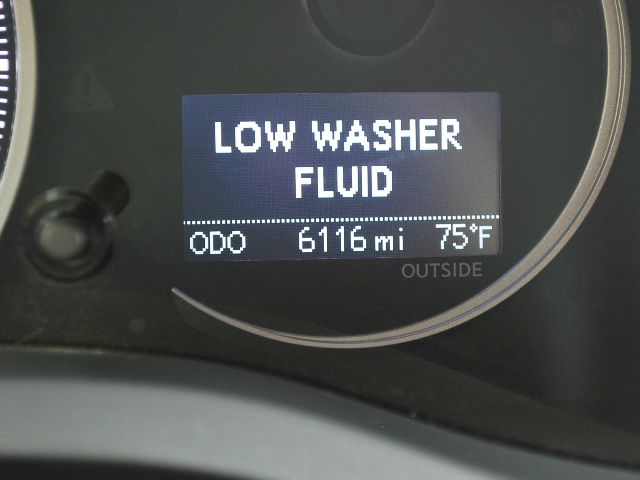 LOW WASHER
FLUID
ODO 6116 mi 75°F
OUTSIDE